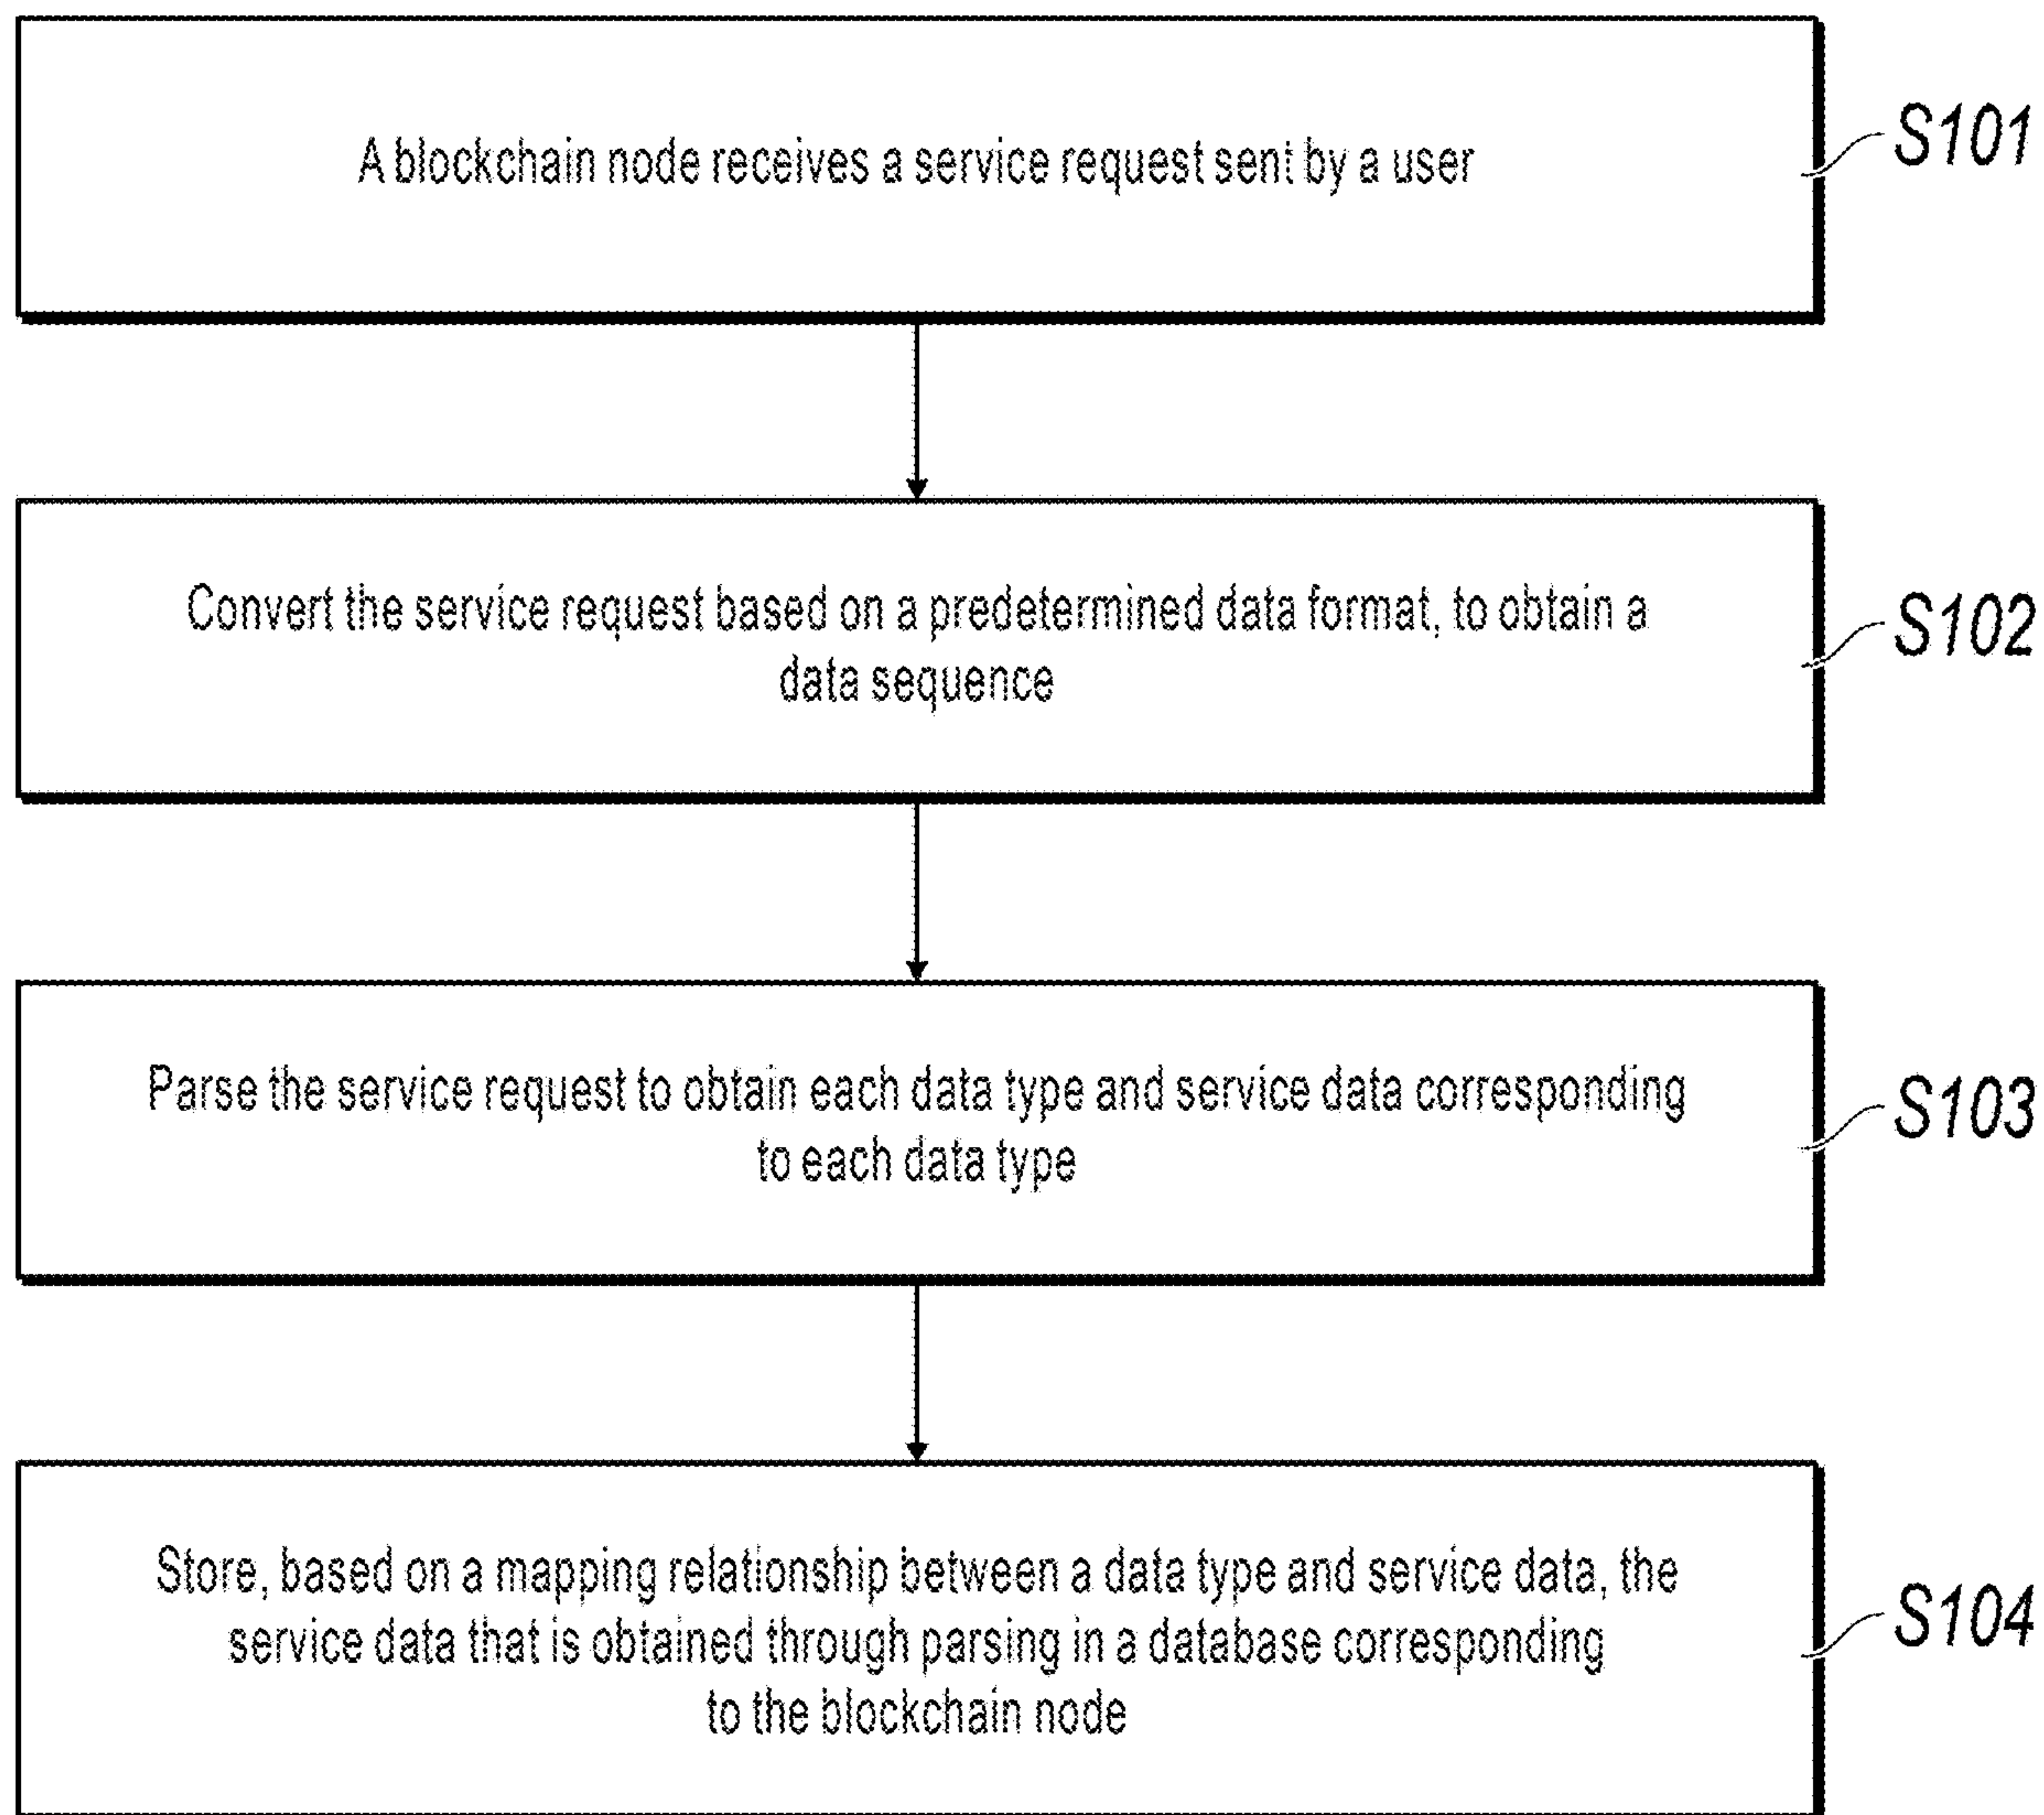 A blockchain node receives a service request sent by a user
S101
Convert the service request based on a predetermined data format, to obtain a
data sequence
S102
Parse the service request to obtain each data type and service data corresponding
to each data type
S103
Store, based on a mapping relationship between a data type and service data, the
service data that is obtained through parsing in a database corresponding
to the blockchain node
S104